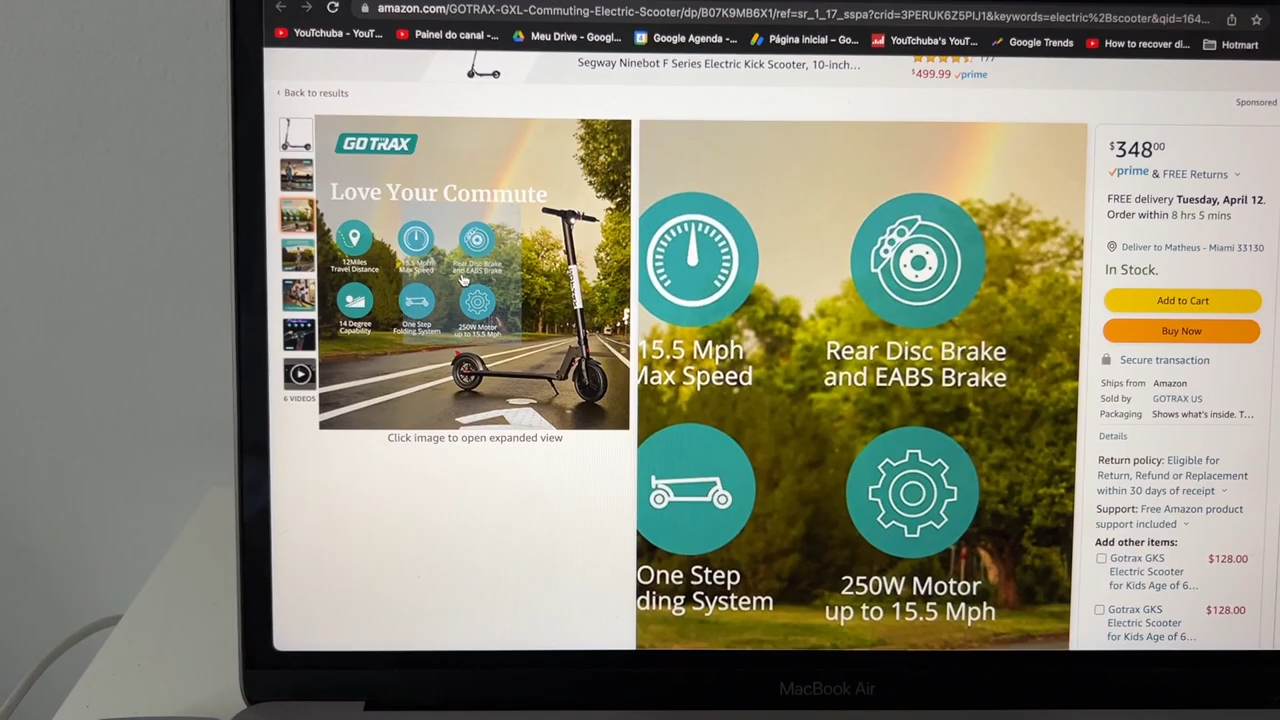 amazon.com/GOTRAX-GXL-Commuting-Electric-Scooter/dp/B07K9MB6X1/ref=sr_1_17_sspa?crid=3PERUK6Z5PIJ1&keywords=electric%2Bscooter&qid=164...
YouTchuba - YouT...
Painel do canal -...
Meu Drive - Googl...
Google Agenda -...
Página inicial – Go...
YouTchuba's YouT...
Google Trends
How to recover di...
Hotmart
Segway Ninebot F Series Electric Kick Scooter, 10-inch...
177
$499.99 prime
‹ Back to results
Sponsored
GOTRAX
Love Your Commute
12Miles
Travel Distance
15.5 Mph
Max Speed
Rear Disc Brake
and EABS Brake
14 Degree
Capability
One Step
Folding System
250W Motor
up to 15.5 Mph
6 VIDEOS
Click image to open expanded view
15.5 Mph
Max Speed
Rear Disc Brake
and EABS Brake
One Step
ding System
250W Motor
up to 15.5 Mph
$348.00
prime & FREE Returns
FREE delivery Tuesday, April 12.
Order within 8 hrs 5 mins
Deliver to Matheus - Miami 33130
In Stock.
Add to Cart
Buy Now
Secure transaction
Ships from Amazon
Sold by GOTRAX US
Packaging Shows what's inside. T...
Details
Return policy: Eligible for
Return, Refund or Replacement
within 30 days of receipt
Support: Free Amazon product
support included
Add other items:
Gotrax GKS
Electric Scooter
for Kids Age of 6...
$128.00
Gotrax GKS
Electric Scooter
for Kids Age of 6...
$128.00
MacBook Air